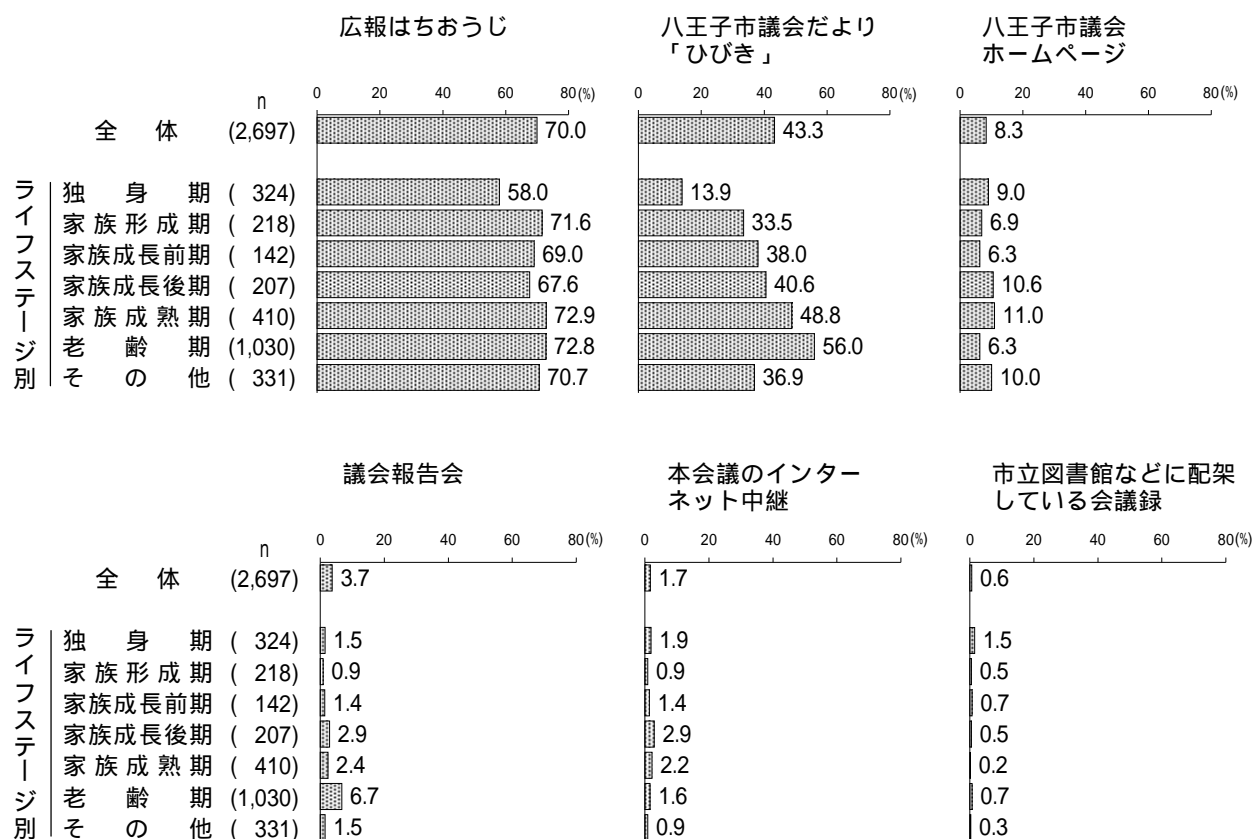 広報はちおうじ
八王子市議会だより
「ひびき」
八王子市議会
ホームページ
n 0 20 40 60 80(%) 0 20 40 60 80(%) 0 20 40 60 80(%)
全体 (2,697) 70.0 43.3 8.3
ライフステージ別
独身期 ( 324) 58.0 13.9 9.0
家族形成期 ( 218) 71.6 33.5 6.9
家族成長前期 ( 142) 69.0 38.0 6.3
家族成長後期 ( 207) 67.6 40.6 10.6
家族成熟期 ( 410) 72.9 48.8 11.0
老齢期 (1,030) 72.8 56.0 6.3
その他 ( 331) 70.7 36.9 10.0
議会報告会
本会議のインター
ネット中継
市立図書館などに配架
している会議録
n 0 20 40 60 80(%) 0 20 40 60 80(%) 0 20 40 60 80(%)
全体 (2,697) 3.7 1.7 0.6
ライフステージ別
独身期 ( 324) 1.5 1.9 1.5
家族形成期 ( 218) 0.9 0.9 0.5
家族成長前期 ( 142) 1.4 1.4 0.7
家族成長後期 ( 207) 2.9 2.9 0.5
家族成熟期 ( 410) 2.4 2.2 0.2
老齢期 (1,030) 6.7 1.6 0.7
その他 ( 331) 1.5 0.9 0.3